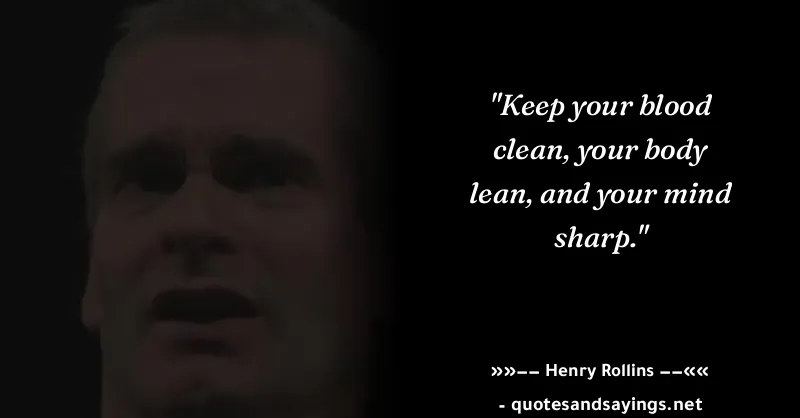 "Keep your blood
clean, your body
lean, and your mind
sharp."
»»−− Henry Rollins −−««
- quotesandsayings.net